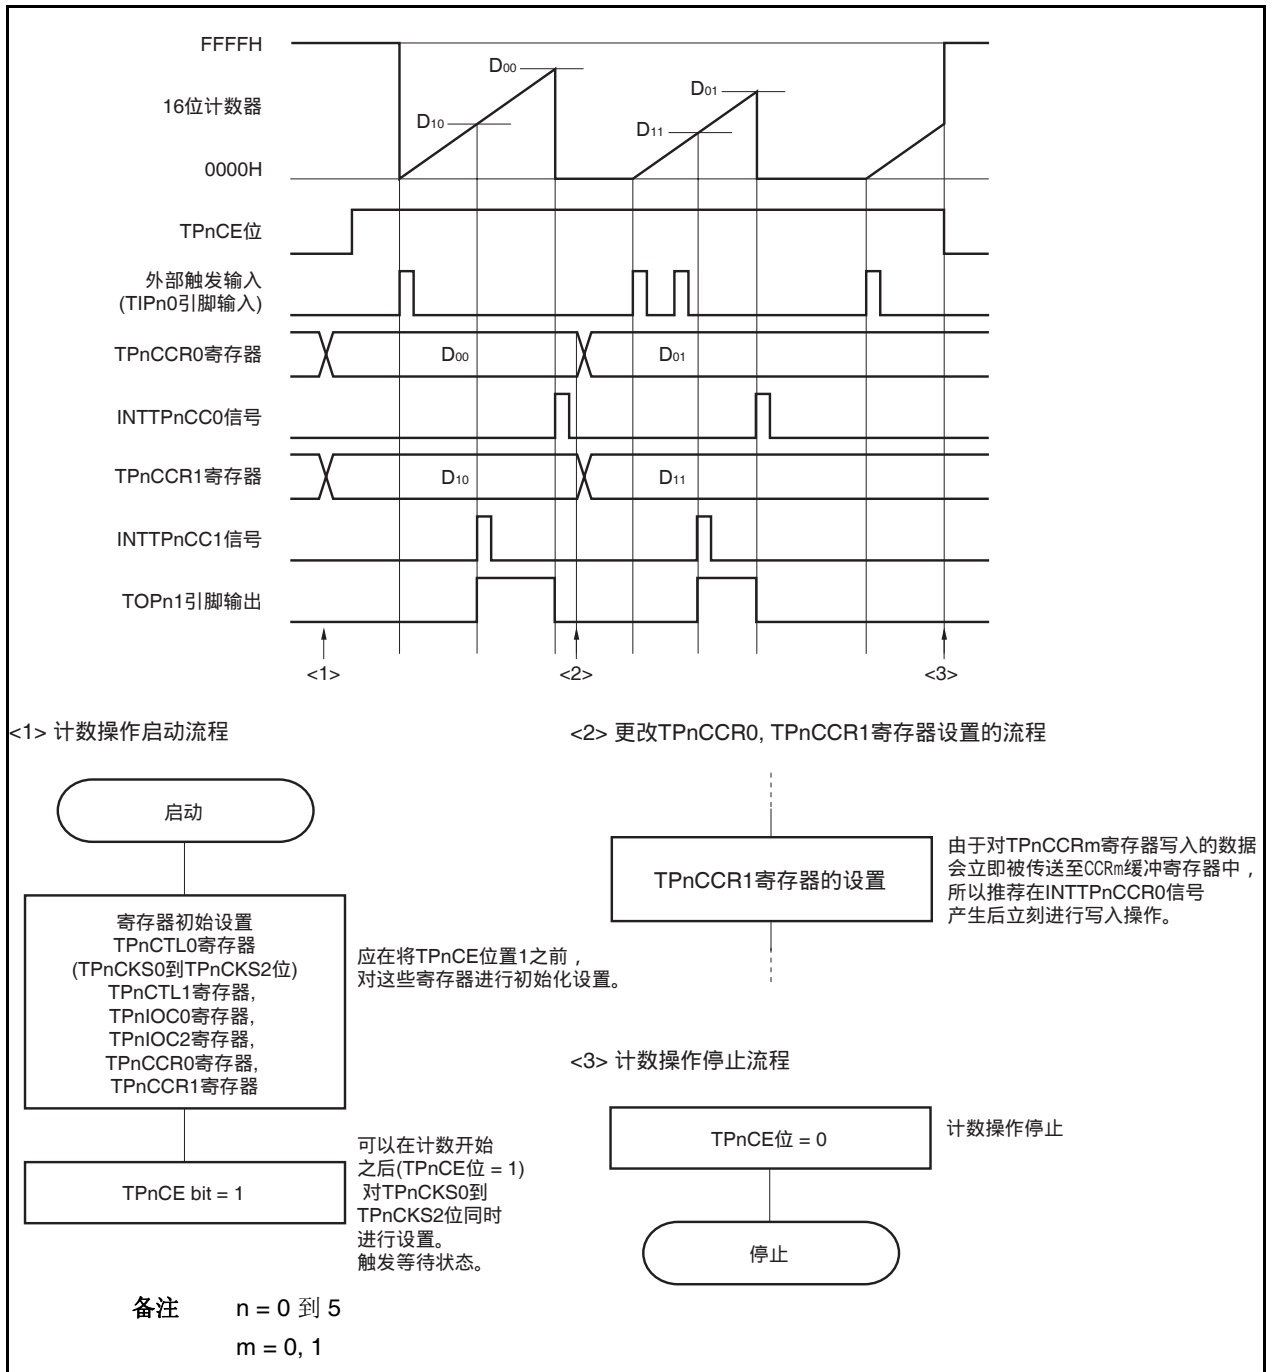 FFFFH
D00
D01
16位计数器
D10
D11
0000H
TPnCE位
外部触发输入
(TIPn0引脚输入)
TPnCCR0寄存器
D00
D01
INTTPnCC0信号
TPnCCR1寄存器
D10
D11
INTTPnCC1信号
TOPn1引脚输出
<1>
<2>
<3>
<1> 计数操作启动流程
启动
寄存器初始设置
TPnCTL0寄存器
(TPnCKS0到TPnCKS2位)
TPnCTL1寄存器,
TPnIOC0寄存器,
TPnIOC2寄存器,
TPnCCR0寄存器,
TPnCCR1寄存器
应在将TPnCE位置1之前，
对这些寄存器进行初始化设置。
TPnCE bit = 1
可以在计数开始
之后(TPnCE位 = 1)
对TPnCKS0到
TPnCKS2位同时
进行设置。
触发等待状态。
<2> 更改TPnCCR0, TPnCCR1寄存器设置的流程
TPnCCR1寄存器的设置
由于对TPnCCRm寄存器写入的数据
会立即被传送至CCRm缓冲寄存器中，
所以推荐在INTTPnCCR0信号
产生后立刻进行写入操作。
<3> 计数操作停止流程
TPnCE位 = 0
计数操作停止
停止
备注 n = 0 到 5
m = 0, 1